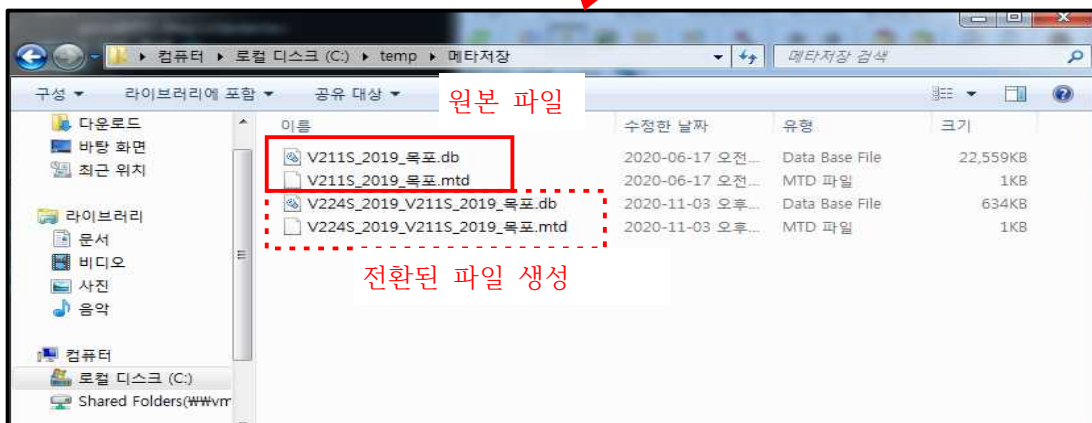 컴퓨터 ▸ 로컬 디스크 (C:) ▸ temp ▸ 메타저장
메타저장 검색
구성 ▾ 라이브러리에 포함 ▾ 공유 대상 ▾
원본 파일
이름 수정한 날짜 유형 크기
다운로드
바탕 화면
최근 위치
라이브러리
문서
비디오
사진
음악
컴퓨터
로컬 디스크 (C:)
Shared Folders(₩₩vm
V211S_2019_목포.db 2020-06-17 오전... Data Base File 22,559KB
V211S_2019_목포.mtd 2020-06-17 오전... MTD 파일 1KB
V224S_2019_V211S_2019_목포.db 2020-11-03 오후... Data Base File 634KB
V224S_2019_V211S_2019_목포.mtd 2020-11-03 오후... MTD 파일 1KB
전환된 파일 생성